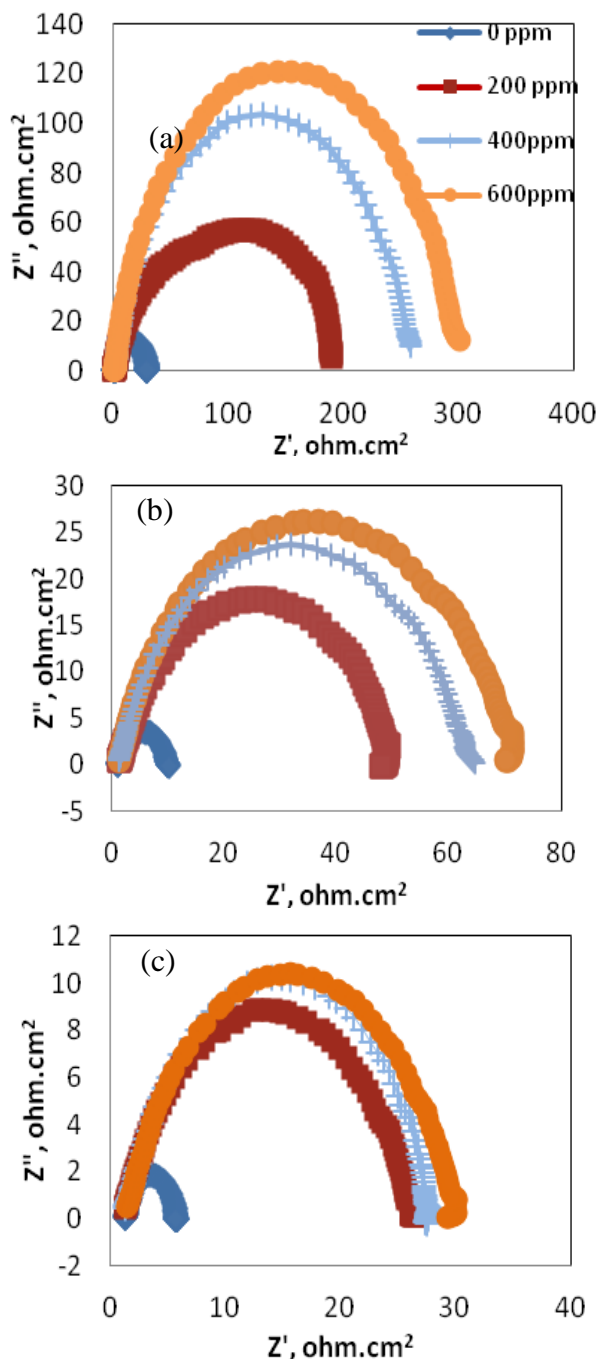 140
120
100
80
60
40
20
0
0 100 200 300 400
Z", ohm.cm²
Z', ohm.cm²
(a)
0 ppm
200 ppm
400ppm
600ppm
30
25
20
15
10
5
0
-5
0 20 40 60 80
Z", ohm.cm²
Z', ohm.cm²
(b)
12
10
8
6
4
2
0
-2
0 10 20 30 40
Z", ohm.cm²
Z', ohm.cm²
(c)